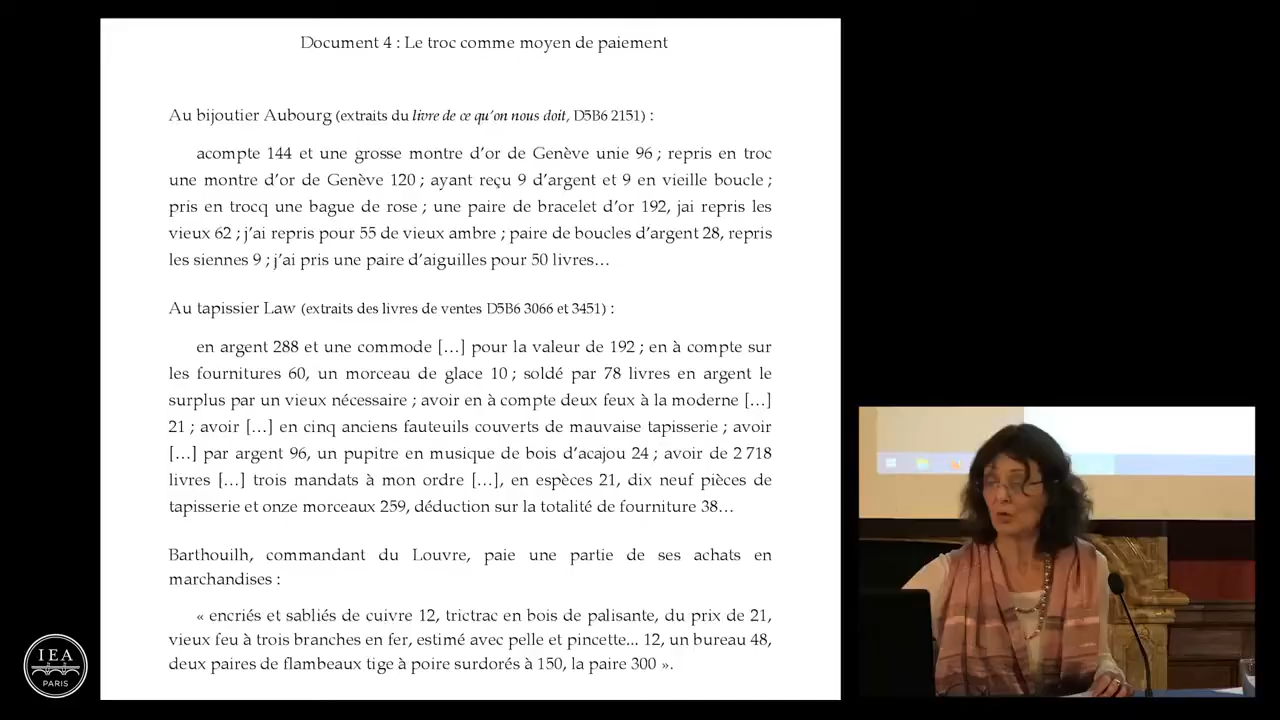 Document 4 : Le troc comme moyen de paiement
Au bijoutier Aubourg (extraits du livre de ce qu'on nous doit, D5B6 2151) :
acompte 144 et une grosse montre d'or de Genève unie 96 ; repris en troc
une montre d'or de Genève 120 ; ayant reçu 9 d'argent et 9 en vieille boucle ;
pris en trocq une bague de rose ; une paire de bracelet d'or 192, jai repris les
vieux 62 ; j'ai repris pour 55 de vieux ambre ; paire de boucles d'argent 28, repris
les siennes 9 ; j'ai pris une paire d'aiguilles pour 50 livres…
Au tapissier Law (extraits des livres de ventes D5B6 3066 et 3451) :
en argent 288 et une commode […] pour la valeur de 192 ; en à compte sur
les fournitures 60, un morceau de glace 10 ; soldé par 78 livres en argent le
surplus par un vieux nécessaire ; avoir en à compte deux feux à la moderne […]
21 ; avoir […] en cinq anciens fauteuils couverts de mauvaise tapisserie ; avoir
[…] par argent 96, un pupitre en musique de bois d'acajou 24 ; avoir de 2 718
livres […] trois mandats à mon ordre […], en espèces 21, dix neuf pièces de
tapisserie et onze morceaux 259, déduction sur la totalité de fourniture 38…
Barthouilh, commandant du Louvre, paie une partie de ses achats en
marchandises :
« encriés et sabliés de cuivre 12, trictrac en bois de palisante, du prix de 21,
vieux feu à trois branches en fer, estimé avec pelle et pincette... 12, un bureau 48,
deux paires de flambeaux tige à poire surdorés à 150, la paire 300 ».
IEA
PARIS